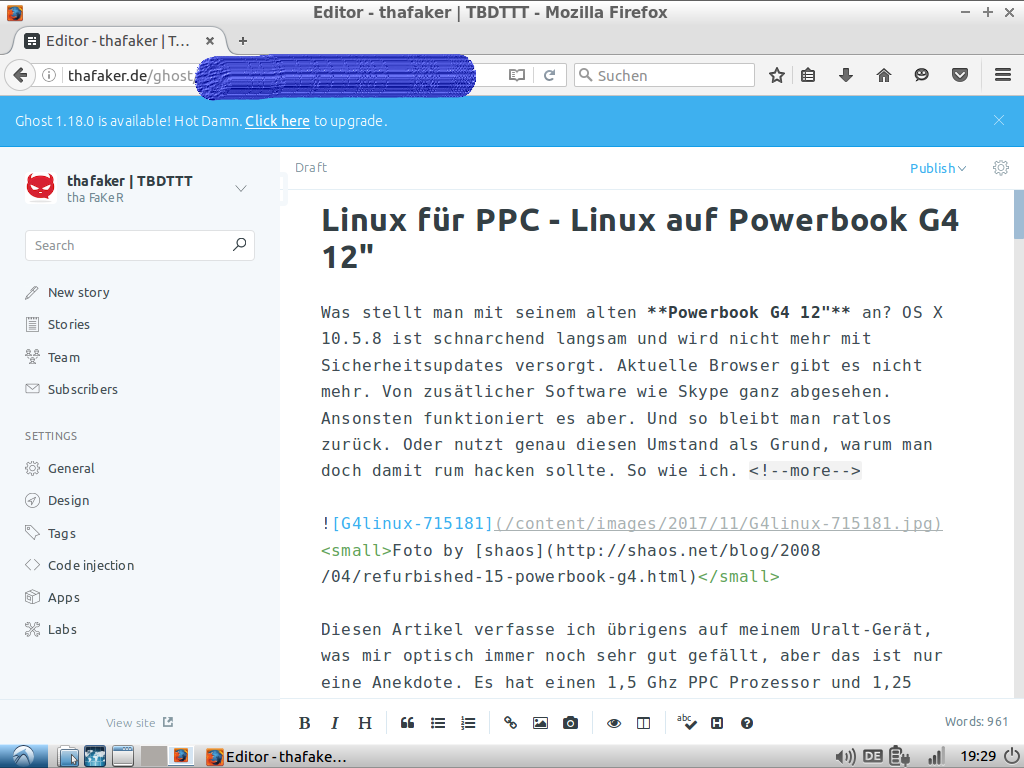 Editor - thafaker | TBDTTT - Mozilla Firefox
Editor - thafaker | T...
thafaker.de/ghost
Suchen
Ghost 1.18.0 is available! Hot Damn. Click here to upgrade.
thafaker | TBDTTT
tha FaKeR
Search
New story
Stories
Team
Subscribers
SETTINGS
General
Design
Tags
Code injection
Apps
Labs
View site
Draft
Publish
Linux für PPC - Linux auf Powerbook G4
12"
Was stellt man mit seinem alten **Powerbook G4 12"** an? OS X
10.5.8 ist schnarchend langsam und wird nicht mehr mit
Sicherheitsupdates versorgt. Aktuelle Browser gibt es nicht
mehr. Von zusätlicher Software wie Skype ganz abgesehen.
Ansonsten funktioniert es aber. Und so bleibt man ratlos
zurück. Oder nutzt genau diesen Umstand als Grund, warum man
doch damit rum hacken sollte. So wie ich. <!--more-->
![G4linux-715181](/content/images/2017/11/G4linux-715181.jpg)
<small>Foto by [shaos](http://shaos.net/blog/2008
/04/refurbished-15-powerbook-g4.html)</small>
Diesen Artikel verfasse ich übrigens auf meinem Uralt-Gerät,
was mir optisch immer noch sehr gut gefällt, aber das ist nur
eine Anekdote. Es hat einen 1,5 Ghz PPC Prozessor und 1,25
B I H
abc
H
Words: 961
Editor - thafake...
DE
19:29